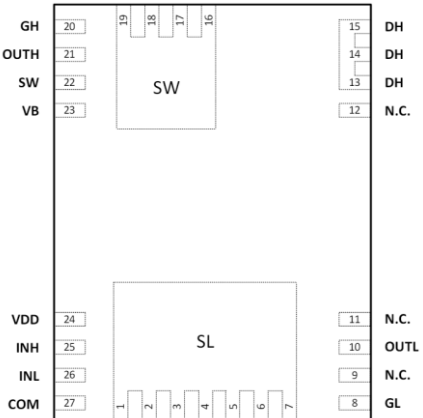 19 18 17 16
GH 20 15 DH
OUTH 21 14 DH
SW 22 13 DH
VB 23 12 N.C.
SW
VDD 24 11 N.C.
INH 25 10 OUTL
INL 26 9 N.C.
COM 27 8 GL
SL
1 2 3 4 5 6 7